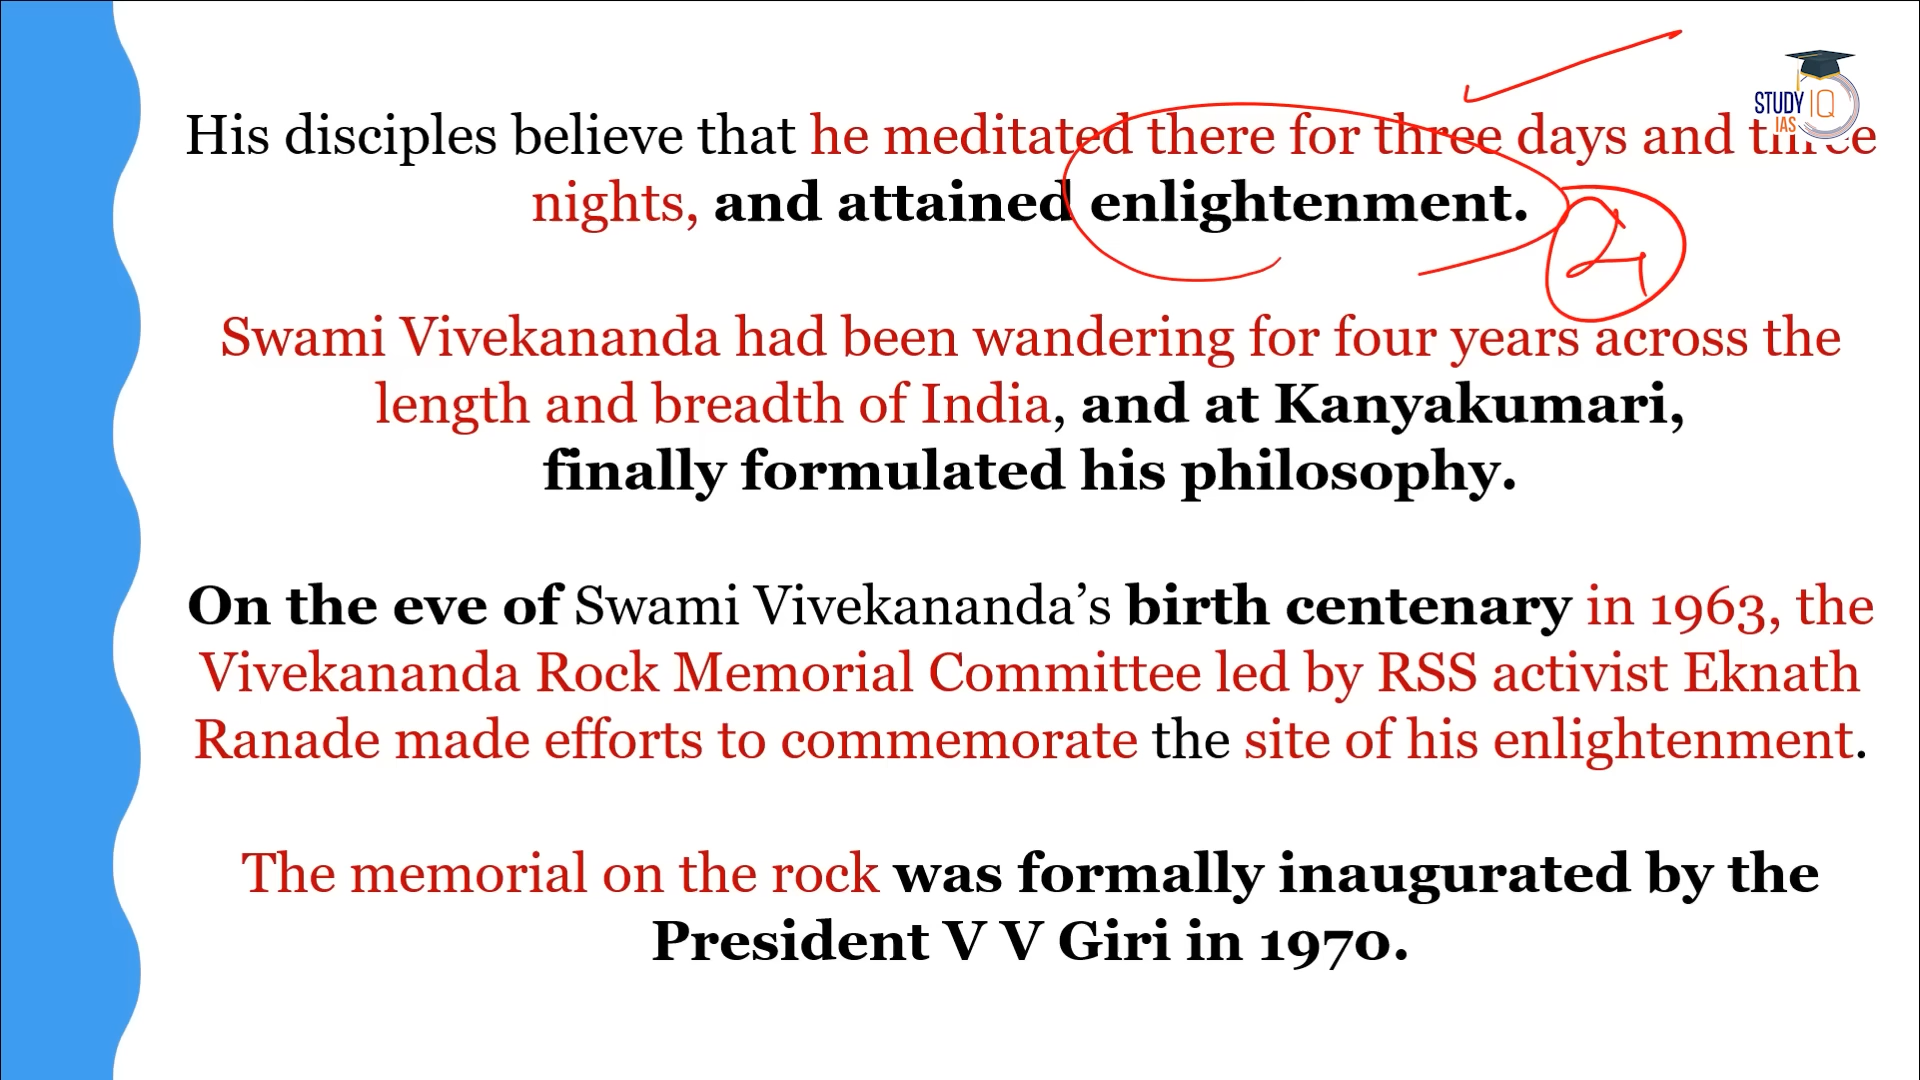 STUDY IQ
IAS
His disciples believe that he meditated there for three days and three
nights, and attained enlightenment.
Swami Vivekananda had been wandering for four years across the
length and breadth of India, and at Kanyakumari,
finally formulated his philosophy.
On the eve of Swami Vivekananda’s birth centenary in 1963, the
Vivekananda Rock Memorial Committee led by RSS activist Eknath
Ranade made efforts to commemorate the site of his enlightenment.
The memorial on the rock was formally inaugurated by the
President V V Giri in 1970.